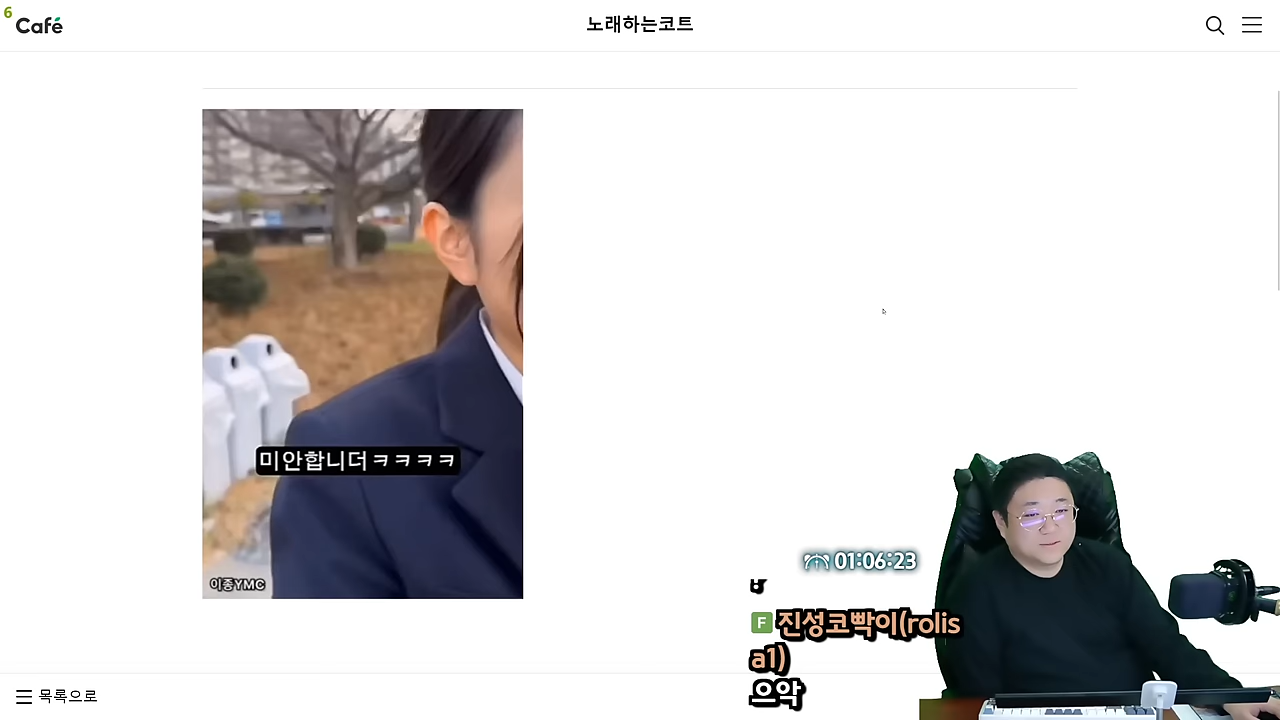 6
Café
노래하는코트
미안합니더ㅋㅋㅋㅋ
이종YMC
01:06:23
F 진성코빡이(rolis
a1)
으악
목록으로